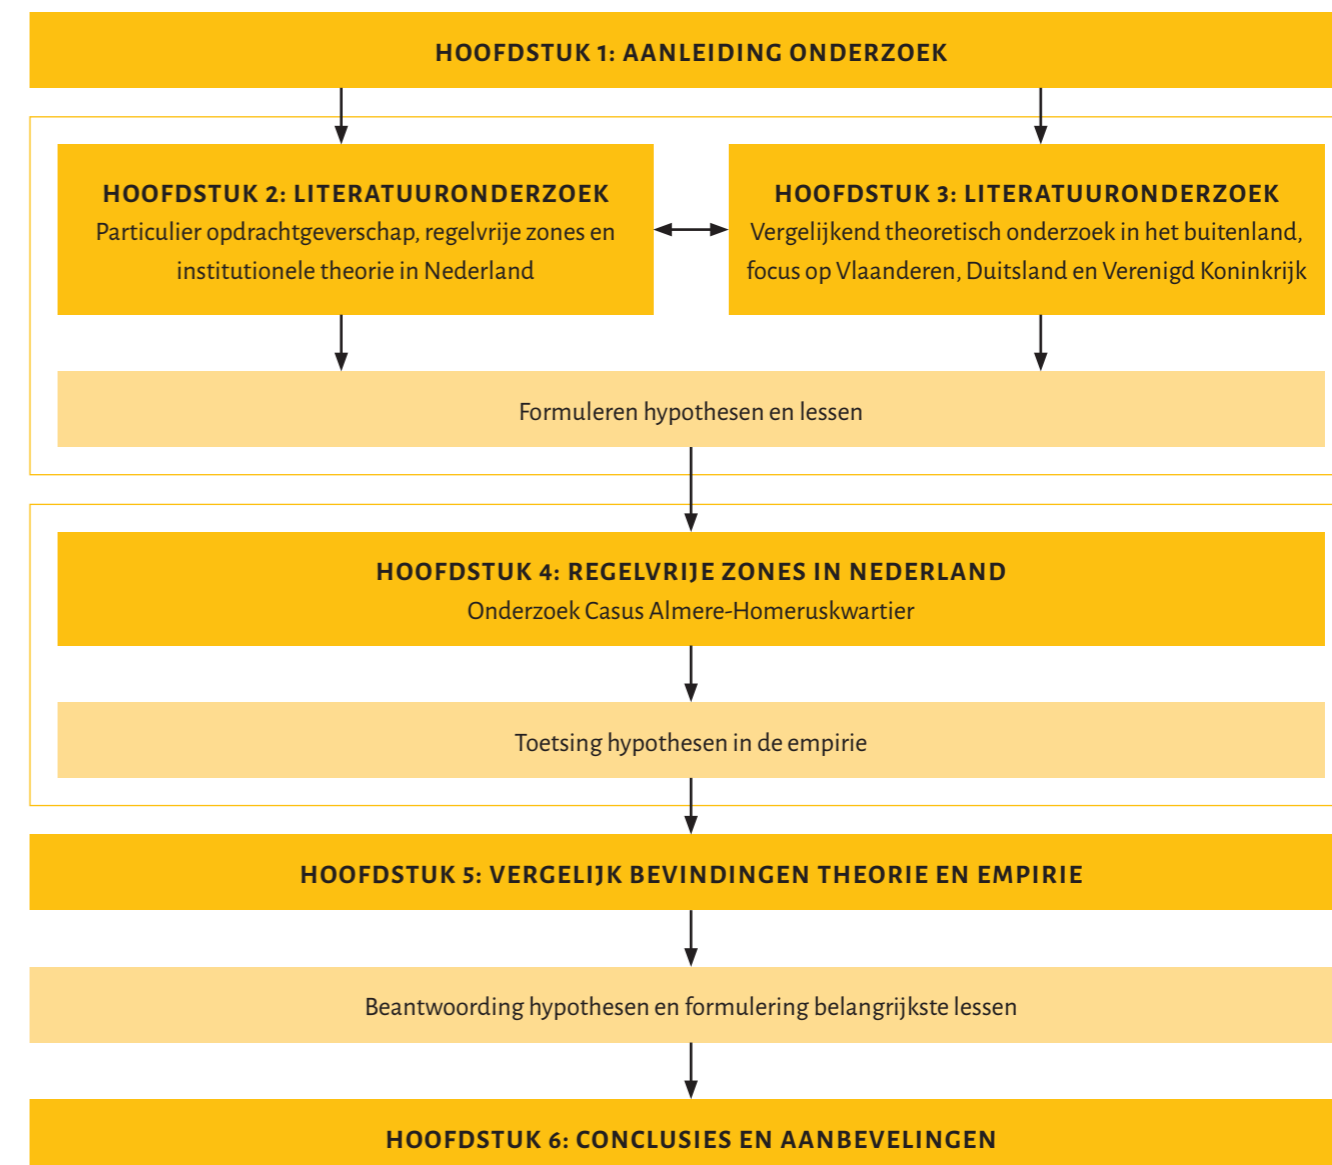 HOOFDSTUK 1: AANLEIDING ONDERZOEK
HOOFDSTUK 2: LITERATUURONDERZOEK
Particulier opdrachtgeverschap, regelvrije zones en
institutionele theorie in Nederland
HOOFDSTUK 3: LITERATUURONDERZOEK
Vergelijkend theoretisch onderzoek in het buitenland,
focus op Vlaanderen, Duitsland en Verenigd Koninkrijk
Formuleren hypothesen en lessen
HOOFDSTUK 4: REGELVRIJE ZONES IN NEDERLAND
Onderzoek Casus Almere-Homeruskwartier
Toetsing hypothesen in de empirie
HOOFDSTUK 5: VERGELIJK BEVINDINGEN THEORIE EN EMPIRIE
Beantwoording hypothesen en formulering belangrijkste lessen
HOOFDSTUK 6: CONCLUSIES EN AANBEVELINGEN